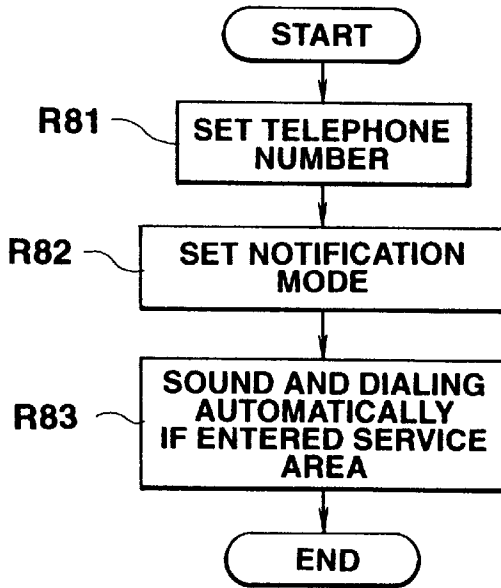 START
R81
SET TELEPHONE
NUMBER
R82
SET NOTIFICATION
MODE
R83
SOUND AND DIALING
AUTOMATICALLY
IF ENTERED SERVICE
AREA
END